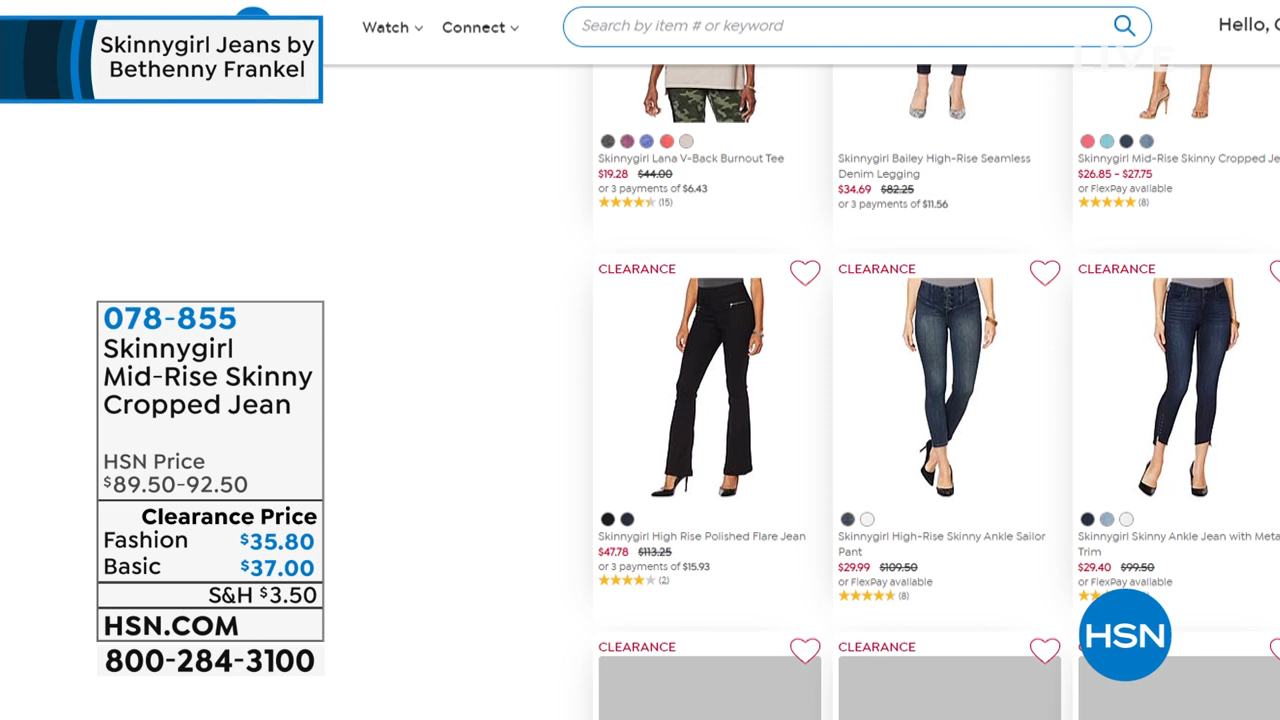 Skinnygirl Jeans by
Bethenny Frankel
Watch
Connect
Search by item # or keyword
Hello,
LIVE
078-855
Skinnygirl
Mid-Rise Skinny
Cropped Jean
HSN Price
$89.50-92.50
Clearance Price
Fashion $35.80
Basic $37.00
S&H $3.50
HSN.COM
800-284-3100
Skinnygirl Lana V-Back Burnout Tee
$19.28 $44.00
or 3 payments of $6.43
(15)
Skinnygirl Bailey High-Rise Seamless
Denim Legging
$34.69 $82.25
or 3 payments of $11.56
Skinnygirl Mid-Rise Skinny Cropped Je
$26.85 - $27.75
or FlexPay available
(8)
CLEARANCE
Skinnygirl High Rise Polished Flare Jean
$47.78 $113.25
or 3 payments of $15.93
(2)
CLEARANCE
Skinnygirl High-Rise Skinny Ankle Sailor
Pant
$29.99 $109.50
or FlexPay available
(8)
CLEARANCE
Skinnygirl Skinny Ankle Jean with Meta
Trim
$29.40 $99.50
or FlexPay available
CLEARANCE
CLEARANCE
CLEARANCE
HSN